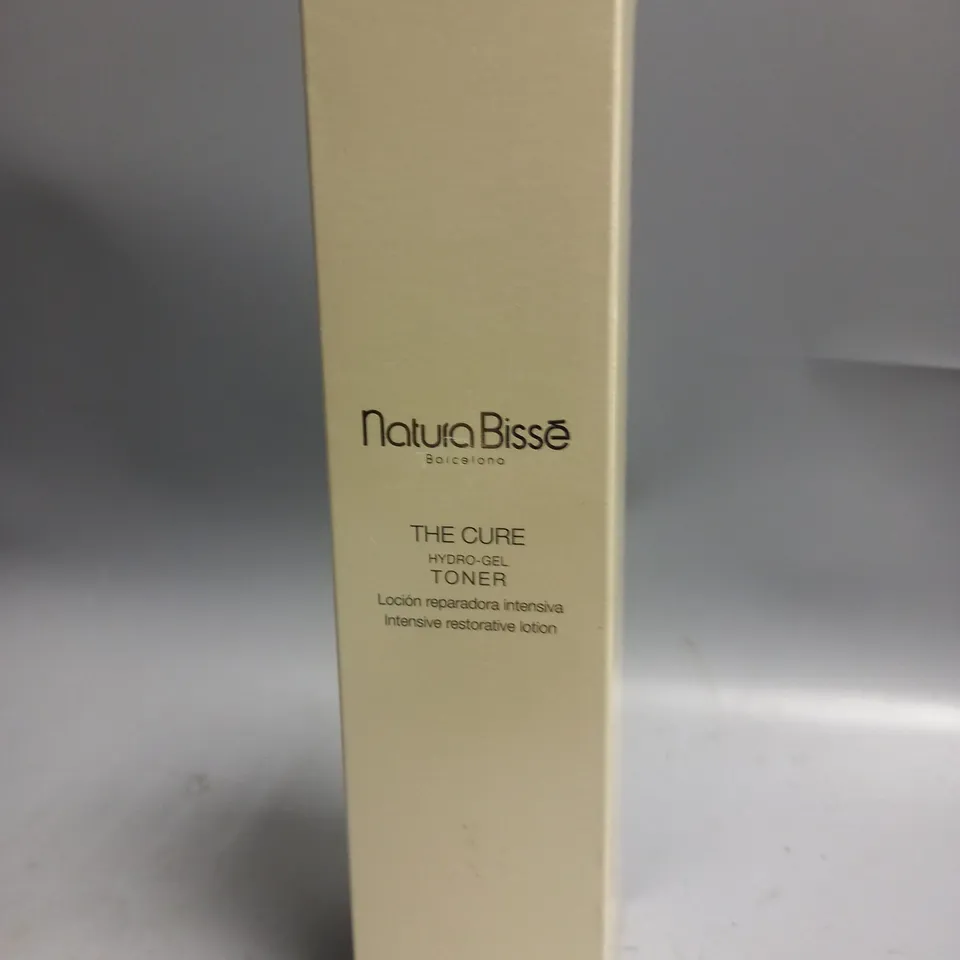 Natura Bissé
Barcelona
THE CURE
HYDRO-GEL
TONER
Loción reparadora intensiva
Intensive restorative lotion